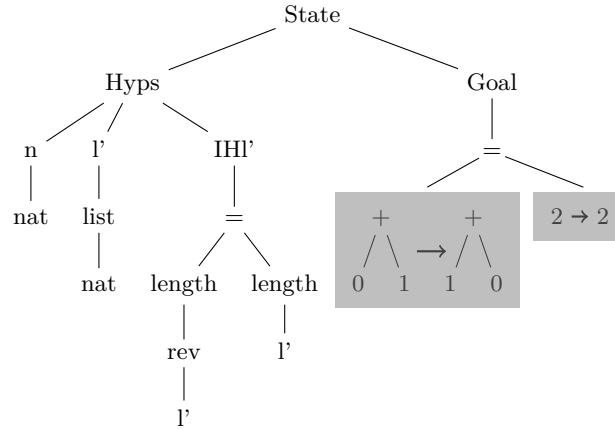 State
Hyps Goal
n l' IHl' =
nat list = + → + 2 → 2
nat length length 0 1 1 0
rev l'
l'